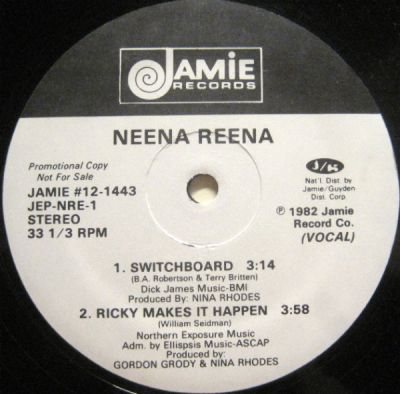 JAMiE
RECORDS
NEENA REENA
Promotional Copy
Not For Sale
JAMIE #12-1443
JEP-NRE-1
STEREO
33 1/3 RPM
Nat'l. Dist. by
Jamie/Guyden
Dist. Corp.
℗ 1982 Jamie
Record Co.
(VOCAL)
1. SWITCHBOARD 3:14
(B.A. Robertson & Terry Britten)
Dick James Music-BMI
Produced By: NINA RHODES
2. RICKY MAKES IT HAPPEN 3:58
(William Seidman)
Northern Exposure Music
Adm. by Ellispsis Music-ASCAP
Produced by:
GORDON GRODY & NINA RHODES